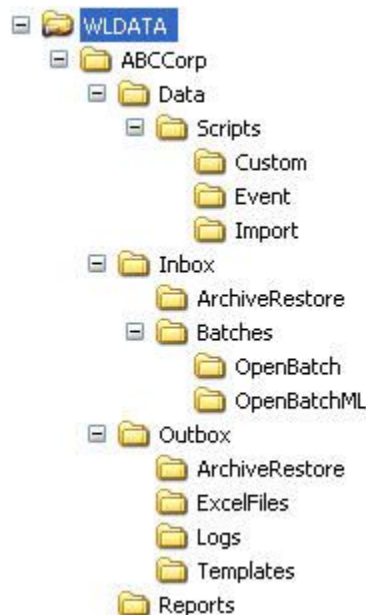 WLDATA
ABCCorp
Data
Scripts
Custom
Event
Import
Inbox
ArchiveRestore
Batches
OpenBatch
OpenBatchML
Outbox
ArchiveRestore
ExcelFiles
Logs
Templates
Reports